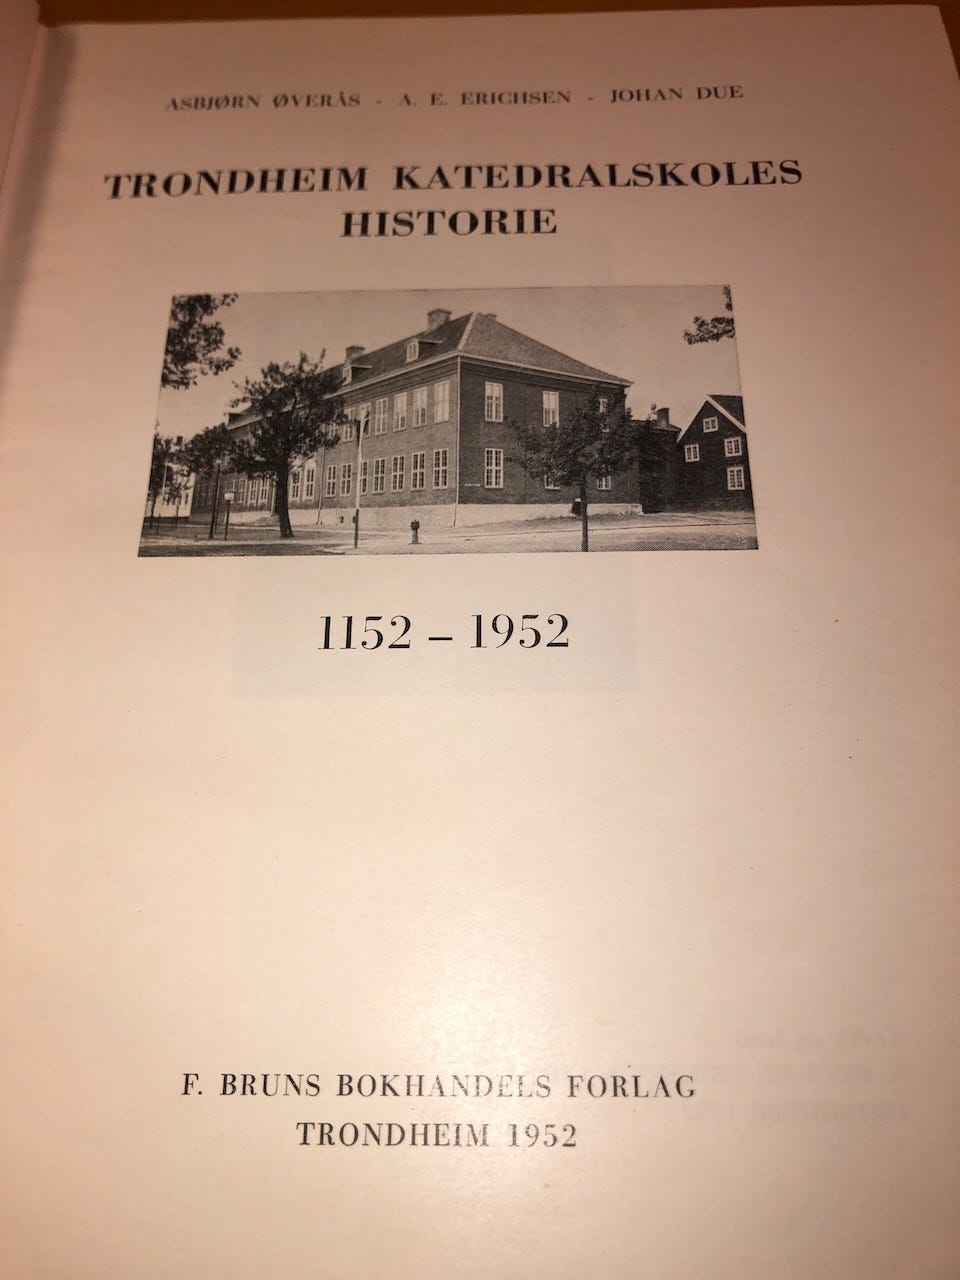 ASBJØRN ØVERÅS - A. E. ERICHSEN - JOHAN DUE
TRONDHEIM KATEDRALSKOLES
HISTORIE
1152 – 1952
F. BRUNS BOKHANDELS FORLAG
TRONDHEIM 1952